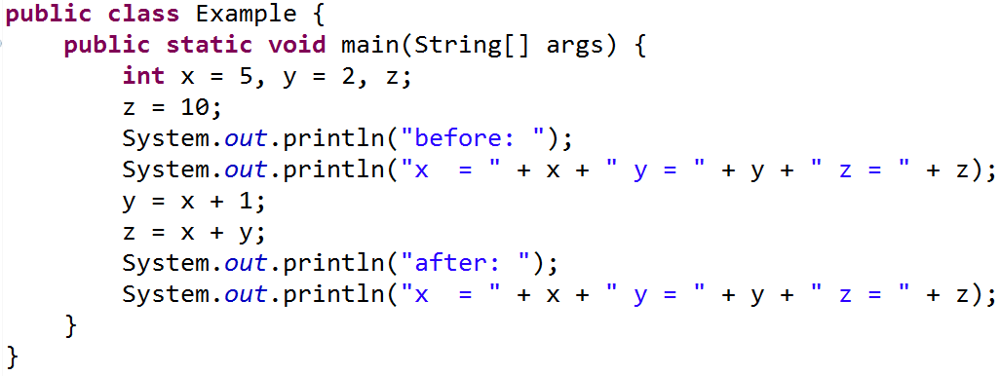 public class Example {
    public static void main(String[] args) {
        int x = 5, y = 2, z;
        z = 10;
        System.out.println("before: ");
        System.out.println("x  = " + x + " y = " + y + " z = " + z);
        y = x + 1;
        z = x + y;
        System.out.println("after: ");
        System.out.println("x  = " + x + " y = " + y + " z = " + z);
    }
}